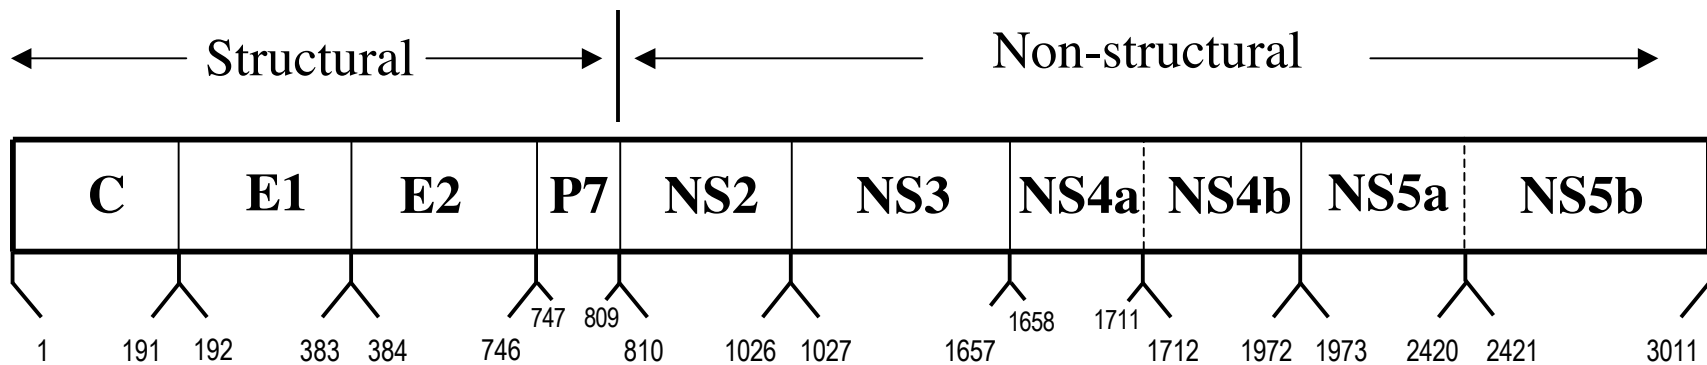 Structural Non-structural
C E1 E2 P7 NS2 NS3 NS4a NS4b NS5a NS5b
747 809 1658 1711
1 191 192 383 384 746 810 1026 1027 1657 1712 1972 1973 2420 2421 3011